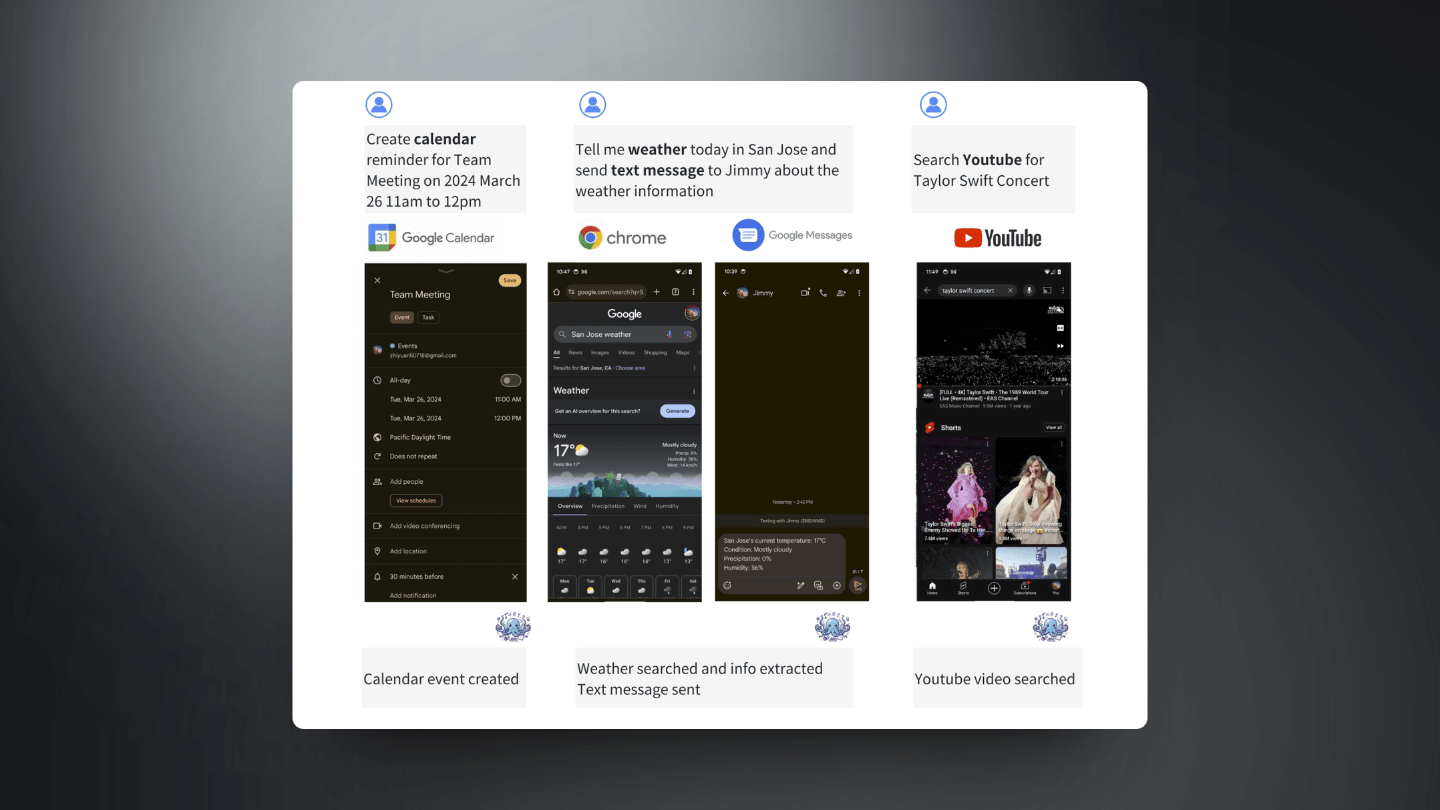 Create calendar
reminder for Team
Meeting on 2024 March
26 11am to 12pm
Tell me weather today in San Jose and
send text message to Jimmy about the
weather information
Search Youtube for
Taylor Swift Concert
31 Google Calendar
chrome
Google Messages
YouTube
Save
Team Meeting
Event Task
Events
zhiyuanli0718@gmail.com
All-day
Tue, Mar 26, 2024 11:00 AM
Tue, Mar 26, 2024 12:00 PM
Pacific Daylight Time
Does not repeat
Add people
View schedules
Add video conferencing
Add location
30 minutes before
Add notification
10:47
google.com/search?q=S
Google
San Jose weather
All News Images Videos Shopping Maps
Results for San Jose, CA · Choose area
Weather
Get an AI overview for this search? Generate
Now
17°
Feels like 17°
Mostly cloudy
Precip: 0%
Humidity: 56%
Wind: 14 km/h
Overview Precipitation Wind Humidity
NOW 4 PM 5 PM 6 PM 7 PM 8 PM 9 PM
17° 17° 16° 16° 14° 13° 13°
Mon Tue Wed Thu Fri Sat
10:39
Jimmy
Yesterday • 2:42 PM
Texting with Jimmy (SMS/MMS)
San Jose's current temperature: 17°C
Condition: Mostly cloudy
Precipitation: 0%
Humidity: 56%
11:49
taylor swift concert
2:10:35
[FULL • 4K] Taylor Swift • The 1989 World Tour
Live (Remastered) • EAS Channel
EAS Music Channel · 9.8M views · 1 year ago
Shorts View all
Taylor Swift's Biggest
Enemy Showed Up To Her...
7.6M views
Taylor Swift Stop throwing
things on stage
Home Shorts Subscriptions You
Calendar event created
Weather searched and info extracted
Text message sent
Youtube video searched